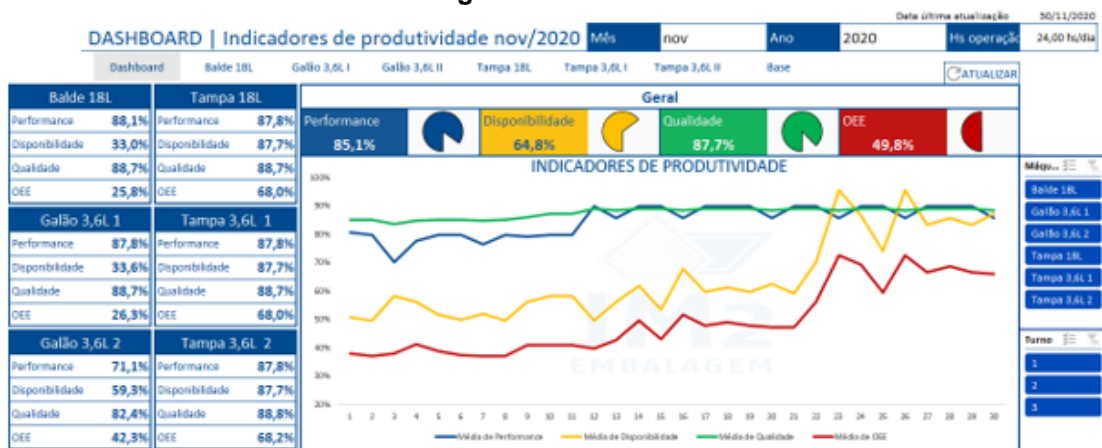 Data última atualização 30/11/2020
DASHBOARD | Indicadores de produtividade nov/2020 Mês nov Ano 2020 Hs operação 24,00 hs/dia
Dashboard Balde 18L Galão 3,6L I Galão 3,6L II Tampa 18L Tampa 3,6L I Tampa 3,6L II Base
ATUALIZAR
Balde 18L
Performance 88,1%
Disponibilidade 33,0%
Qualidade 88,7%
OEE 25,8%
Tampa 18L
Performance 87,8%
Disponibilidade 87,7%
Qualidade 88,7%
OEE 68,0%
Galão 3,6L 1
Performance 87,8%
Disponibilidade 33,6%
Qualidade 88,7%
OEE 26,3%
Tampa 3,6L 1
Performance 87,8%
Disponibilidade 87,7%
Qualidade 88,7%
OEE 68,0%
Galão 3,6L 2
Performance 71,1%
Disponibilidade 59,3%
Qualidade 82,4%
OEE 42,3%
Tampa 3,6L 2
Performance 87,8%
Disponibilidade 87,7%
Qualidade 88,8%
OEE 68,2%
Geral
Performance
85,1%
Disponibilidade
64,8%
Qualidade
87,7%
OEE
49,8%
INDICADORES DE PRODUTIVIDADE
100%
90%
80%
70%
60%
50%
40%
30%
20%
1 2 3 4 5 6 7 8 9 10 11 12 13 14 15 16 17 18 19 20 21 22 23 24 25 26 27 28 29 30
JM2
EMBALAGEM
Média de Performance Média de Disponibilidade Média de Qualidade Média de OEE
Máqu...
Balde 18L
Galão 3,6L 1
Galão 3,6L 2
Tampa 18L
Tampa 3,6L 1
Tampa 3,6L 2
Turno
1
2
3